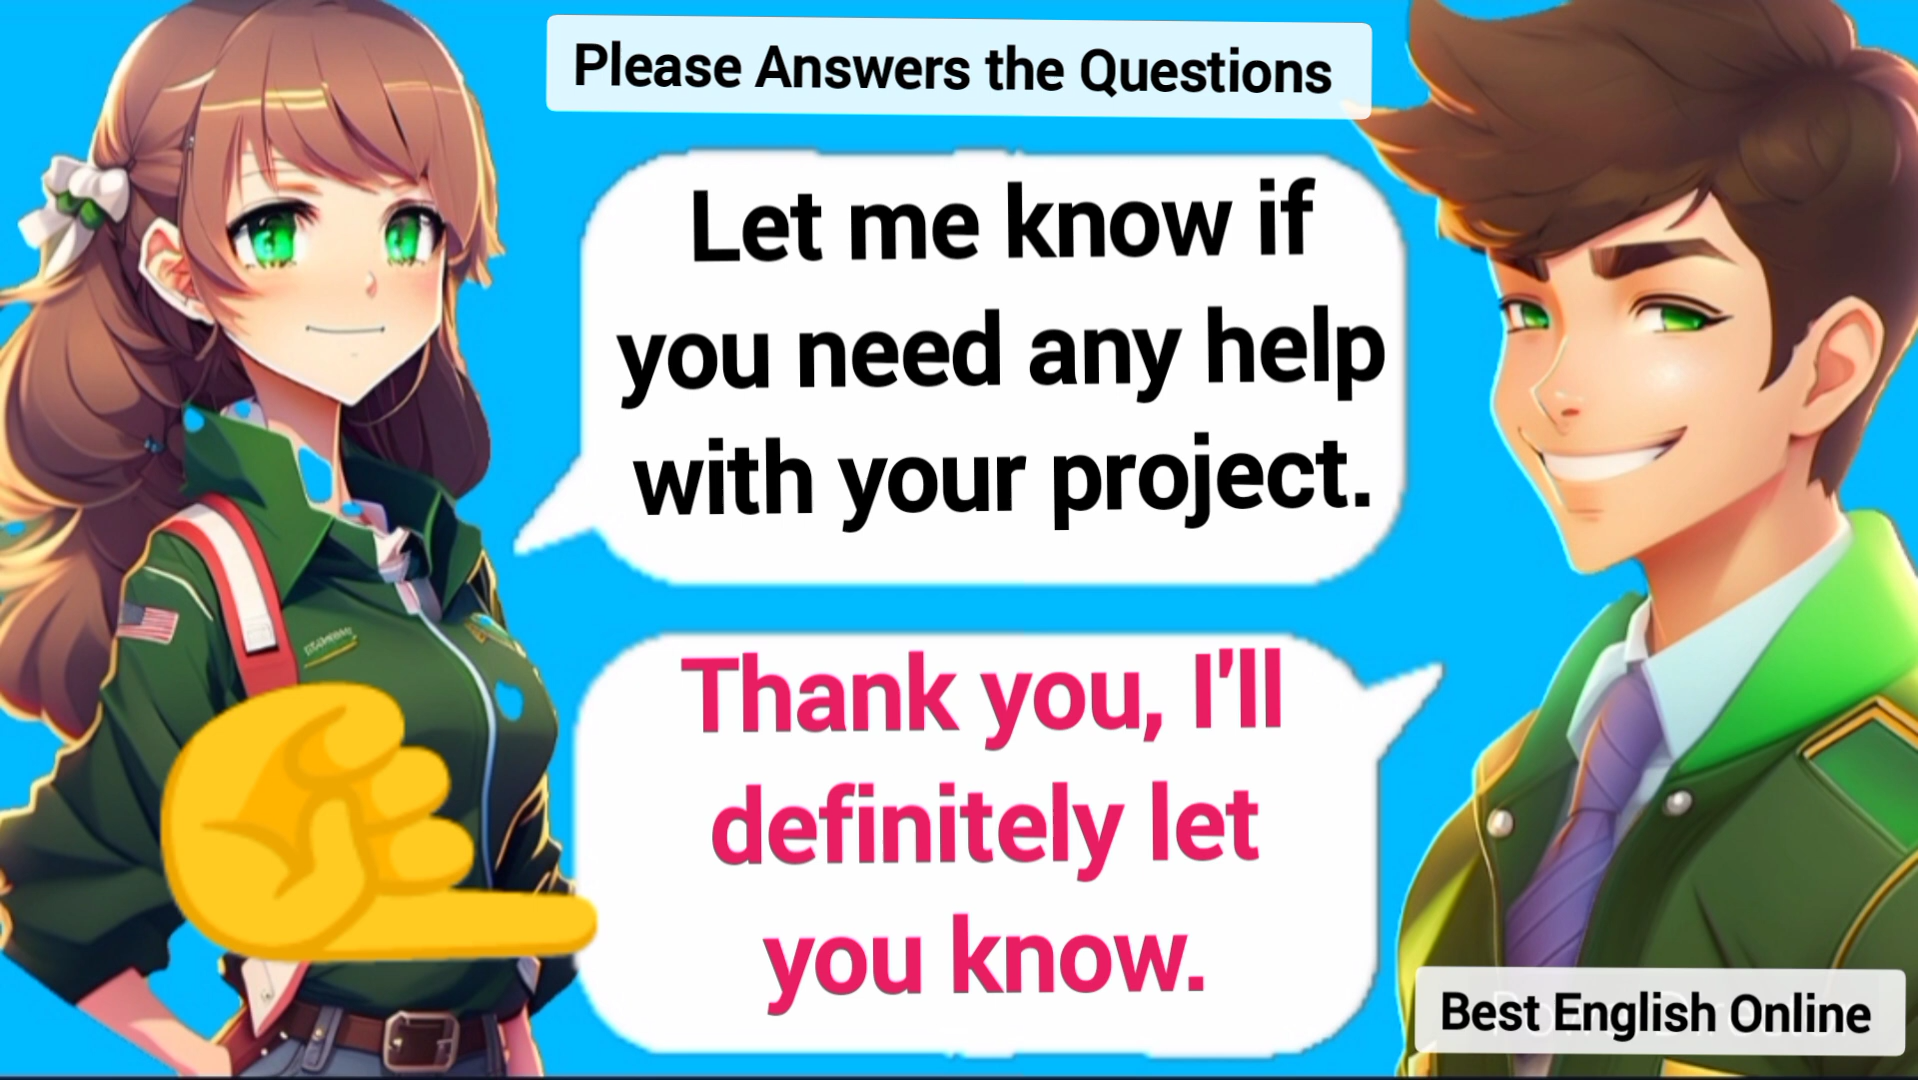 Please Answers the Questions
Let me know if
you need any help
with your project.
Thank you, I'll
definitely let
you know.
Best English Online